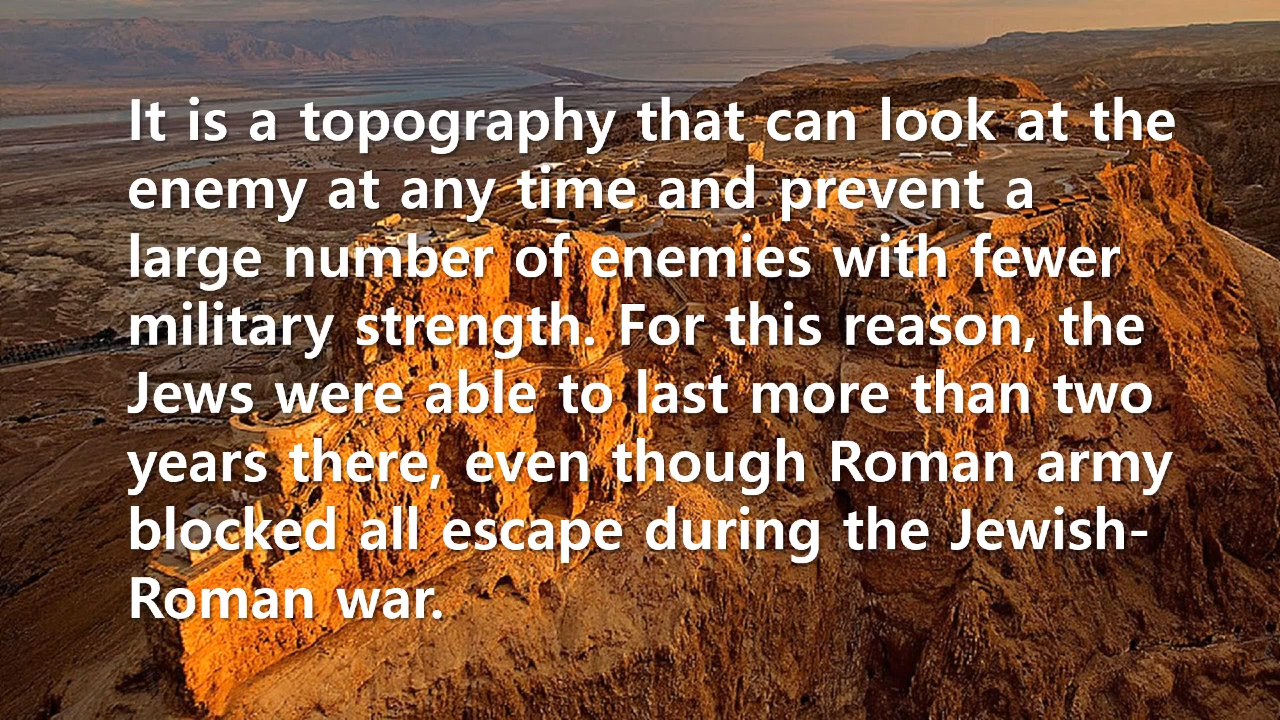 It is a topography that can look at the
enemy at any time and prevent a
large number of enemies with fewer
military strength. For this reason, the
Jews were able to last more than two
years there, even though Roman army
blocked all escape during the Jewish-
Roman war.